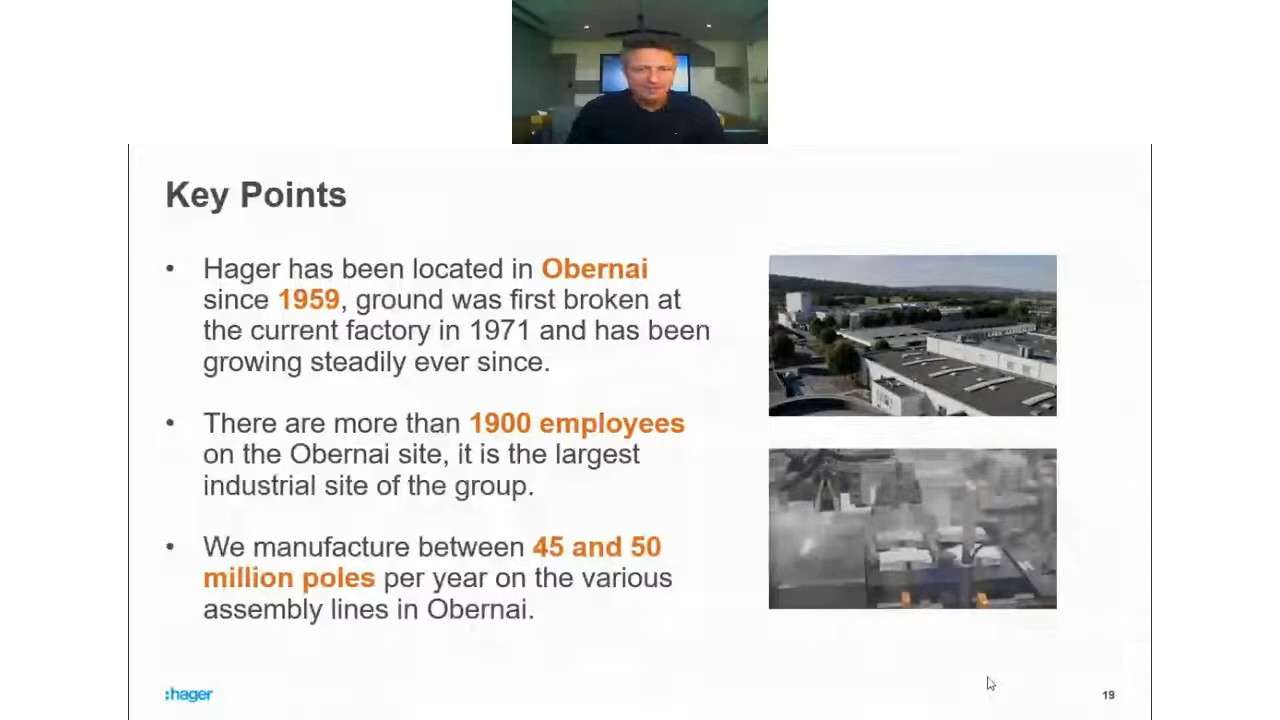 Key Points
• Hager has been located in Obernai
since 1959, ground was first broken at
the current factory in 1971 and has been
growing steadily ever since.
• There are more than 1900 employees
on the Obernai site, it is the largest
industrial site of the group.
• We manufacture between 45 and 50
million poles per year on the various
assembly lines in Obernai.
:hager
19